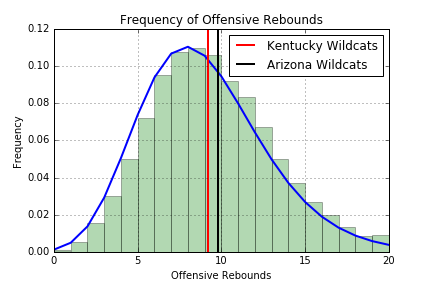 Frequency of Offensive Rebounds
0.12
0.10
0.08
0.06
0.04
0.02
0.00
Frequency
Kentucky Wildcats
Arizona Wildcats
0 5 10 15 20
Offensive Rebounds